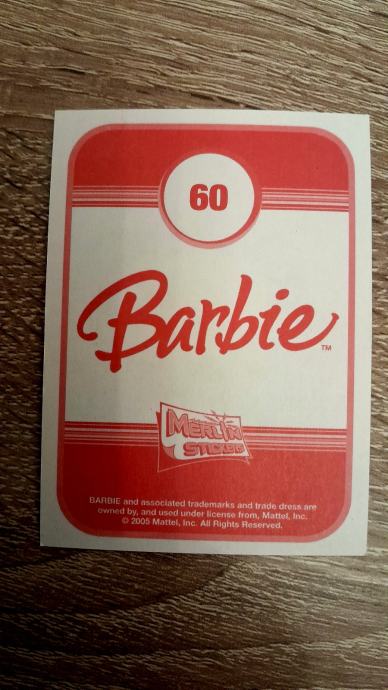 60
Barbie™
MERLIN
STICKERS
BARBIE and associated trademarks and trade dress are
owned by, and used under license from, Mattel, Inc.
© 2005 Mattel, Inc. All Rights Reserved.